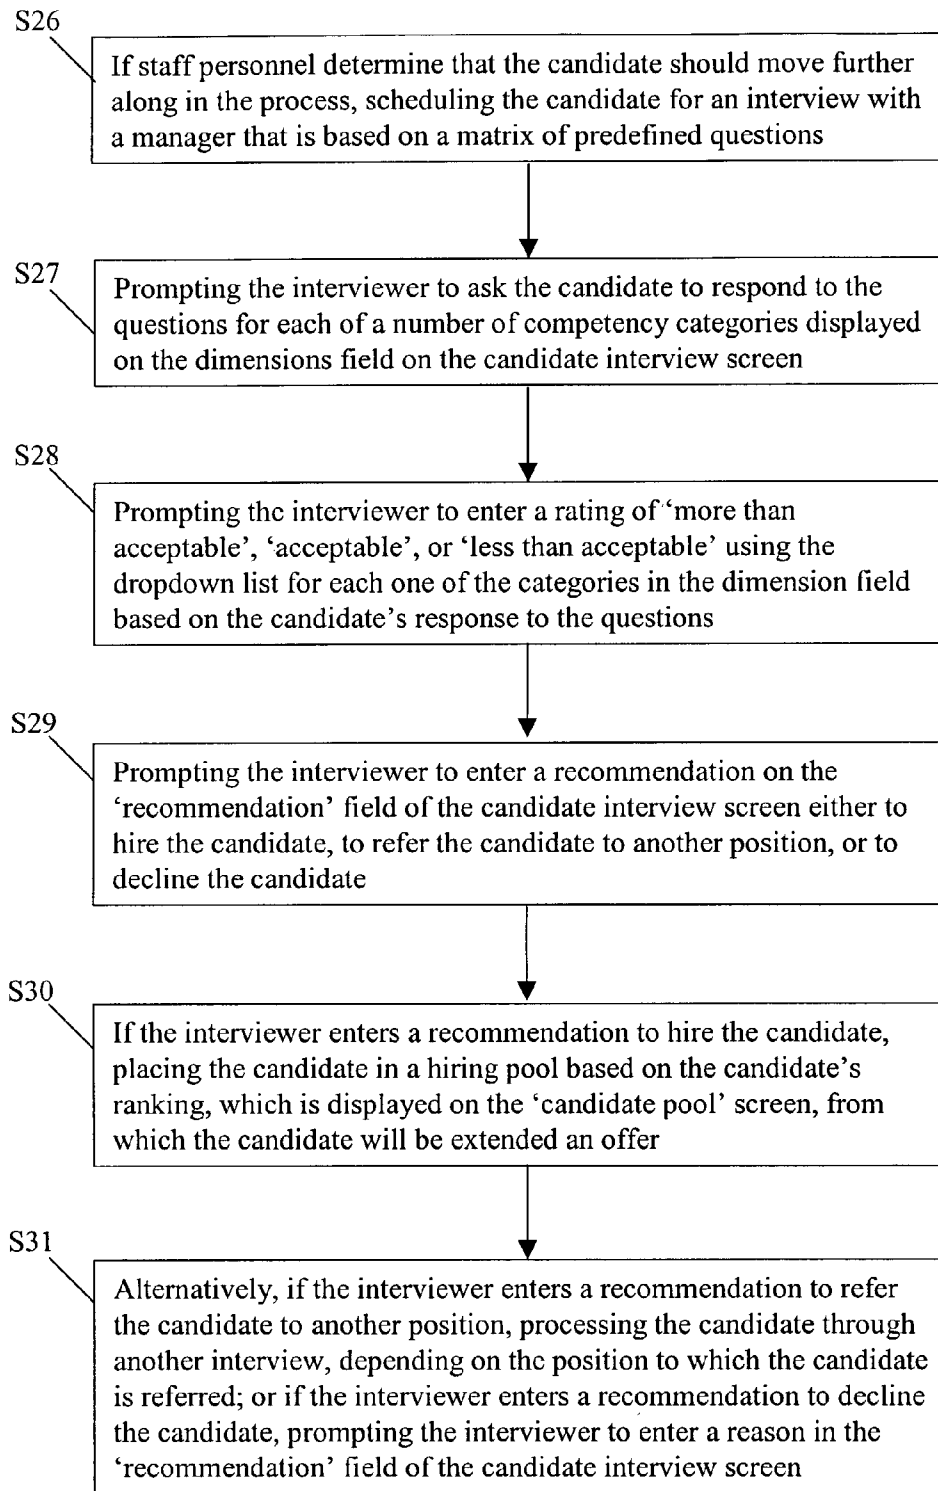 S26
If staff personnel determine that the candidate should move further
along in the process, scheduling the candidate for an interview with
a manager that is based on a matrix of predefined questions
S27
Prompting the interviewer to ask the candidate to respond to the
questions for each of a number of competency categories displayed
on the dimensions field on the candidate interview screen
S28
Prompting the interviewer to enter a rating of ‘more than
acceptable’, ‘acceptable’, or ‘less than acceptable’ using the
dropdown list for each one of the categories in the dimension field
based on the candidate’s response to the questions
S29
Prompting the interviewer to enter a recommendation on the
‘recommendation’ field of the candidate interview screen either to
hire the candidate, to refer the candidate to another position, or to
decline the candidate
S30
If the interviewer enters a recommendation to hire the candidate,
placing the candidate in a hiring pool based on the candidate’s
ranking, which is displayed on the ‘candidate pool’ screen, from
which the candidate will be extended an offer
S31
Alternatively, if the interviewer enters a recommendation to refer
the candidate to another position, processing the candidate through
another interview, depending on the position to which the candidate
is referred; or if the interviewer enters a recommendation to decline
the candidate, prompting the interviewer to enter a reason in the
‘recommendation’ field of the candidate interview screen